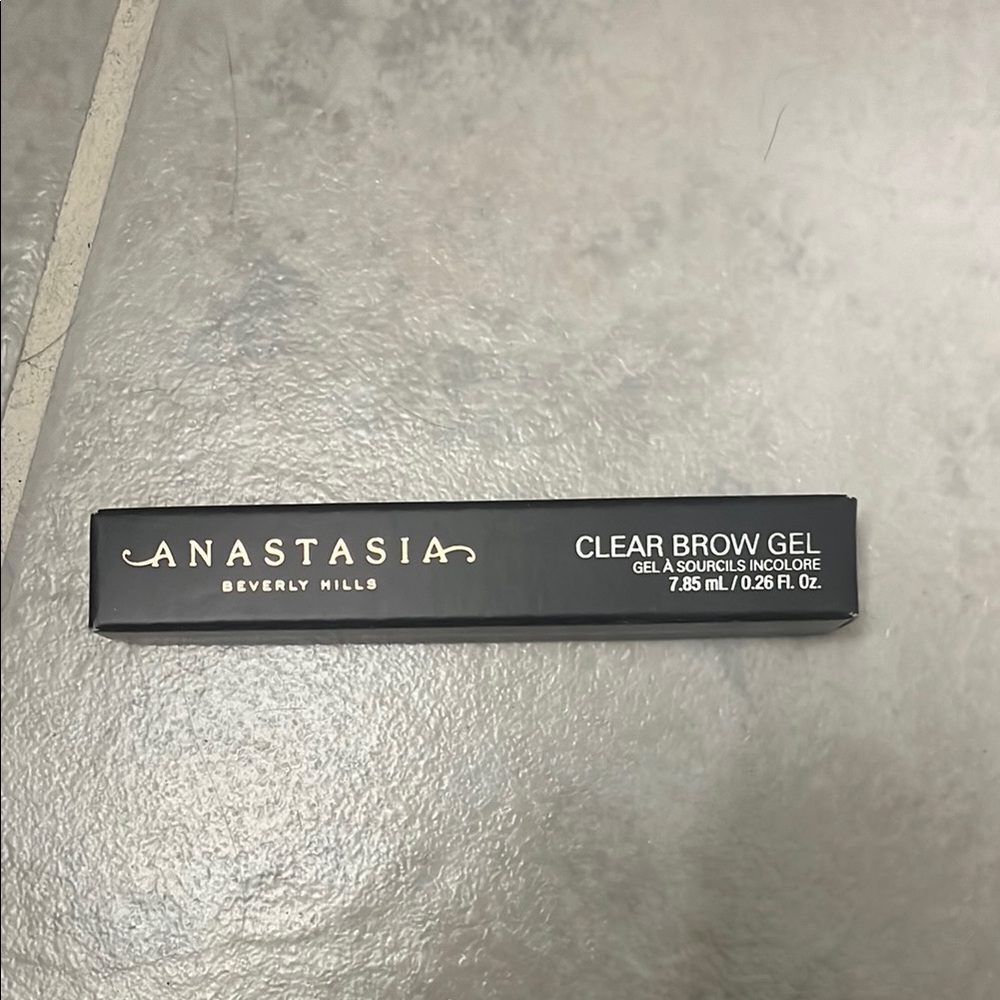 ANASTASIA
BEVERLY HILLS
CLEAR BROW GEL
GEL À SOURCILS INCOLORE
7.85 mL / 0.26 Fl. Oz.